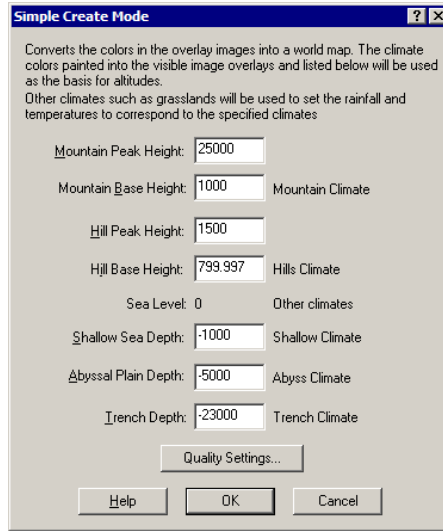 Simple Create Mode
Converts the colors in the overlay images into a world map. The climate
colors painted into the visible image overlays and listed below will be used
as the basis for altitudes.
Other climates such as grasslands will be used to set the rainfall and
temperatures to correspond to the specified climates
Mountain Peak Height: 25000
Mountain Base Height: 1000 Mountain Climate
Hill Peak Height: 1500
Hill Base Height: 799.997 Hills Climate
Sea Level: 0 Other climates
Shallow Sea Depth: -1000 Shallow Climate
Abyssal Plain Depth: -5000 Abyss Climate
Trench Depth: -23000 Trench Climate
Quality Settings...
Help OK Cancel